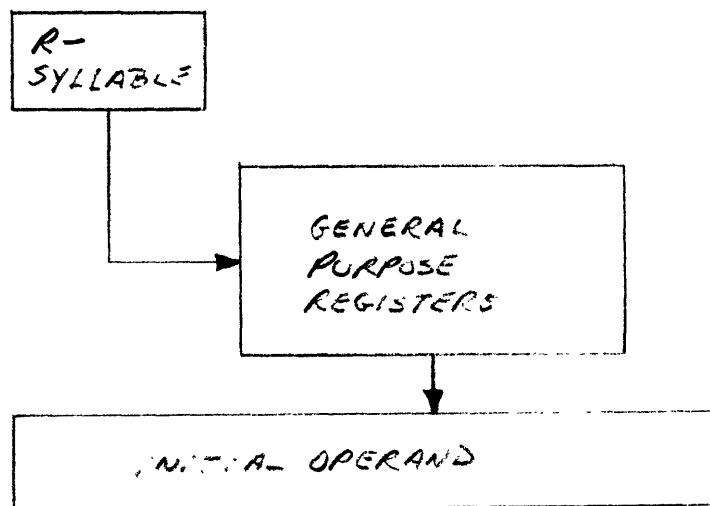 R-
SYLLABLE
GENERAL
PURPOSE
REGISTERS
INITIAL OPERAND